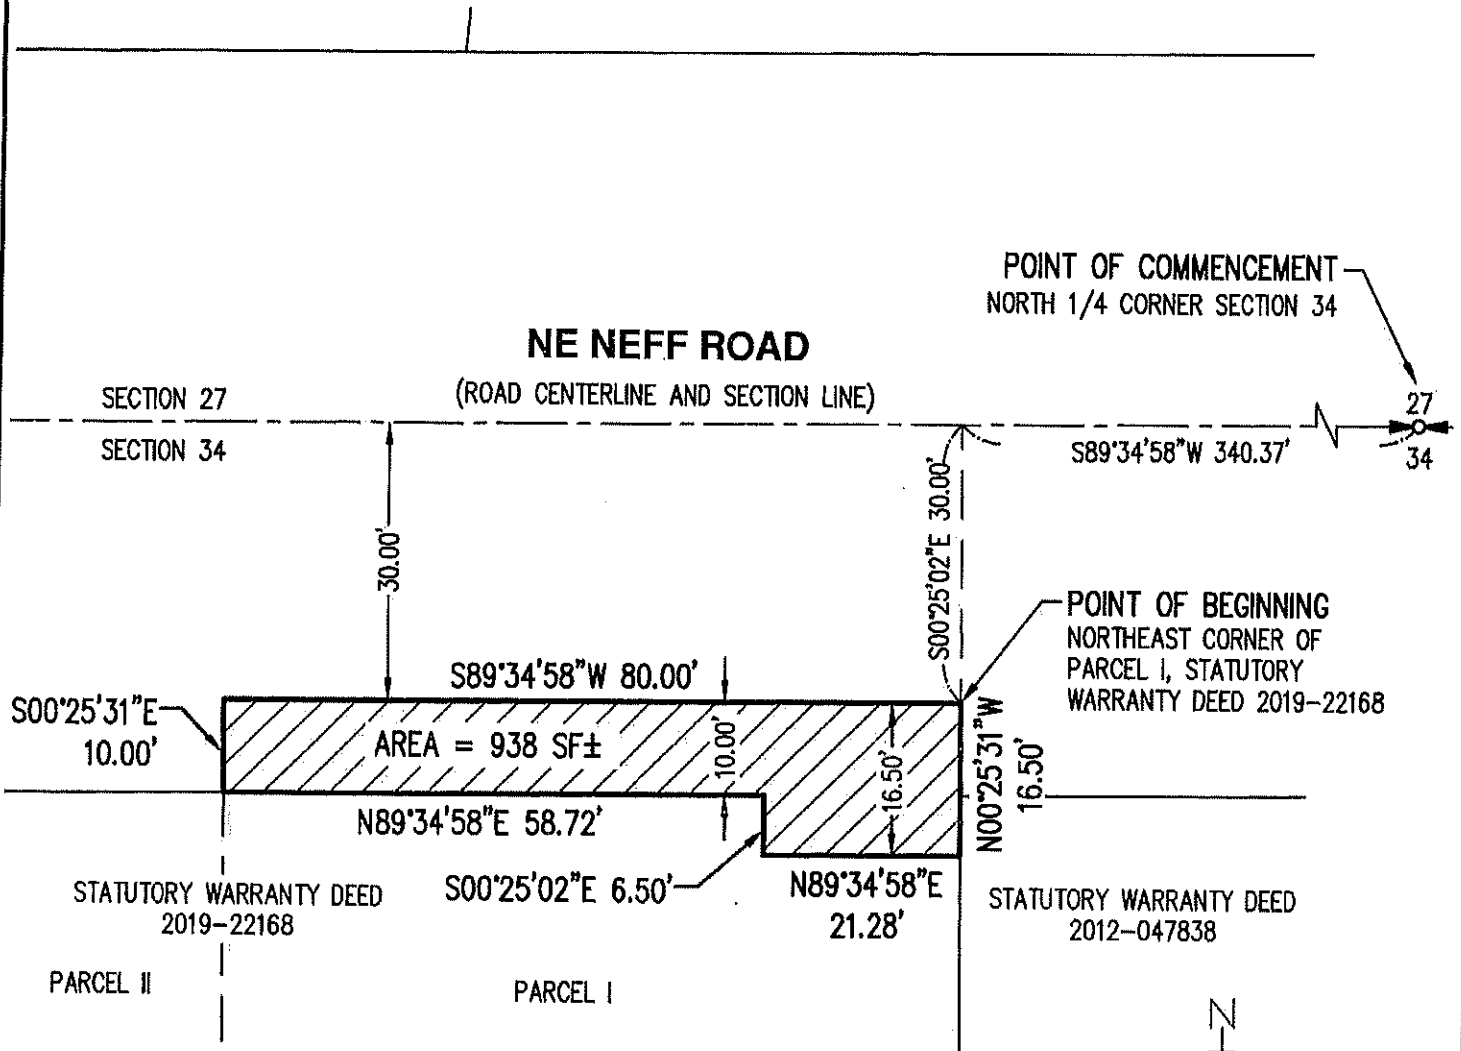 POINT OF COMMENCEMENT
NORTH 1/4 CORNER SECTION 34
NE NEFF ROAD
(ROAD CENTERLINE AND SECTION LINE)
SECTION 27
SECTION 34
27
34
S89°34'58"W 340.37'
30.00'
S00°25'02"E 30.00'
POINT OF BEGINNING
NORTHEAST CORNER OF
PARCEL I, STATUTORY
WARRANTY DEED 2019-22168
S89°34'58"W 80.00'
S00°25'31"E
10.00'
AREA = 938 SF±
10.00'
16.50'
N00°25'31"W
16.50'
N89°34'58"E 58.72'
S00°25'02"E 6.50'
N89°34'58"E
21.28'
STATUTORY WARRANTY DEED
2019-22168
STATUTORY WARRANTY DEED
2012-047838
PARCEL II
PARCEL I
N